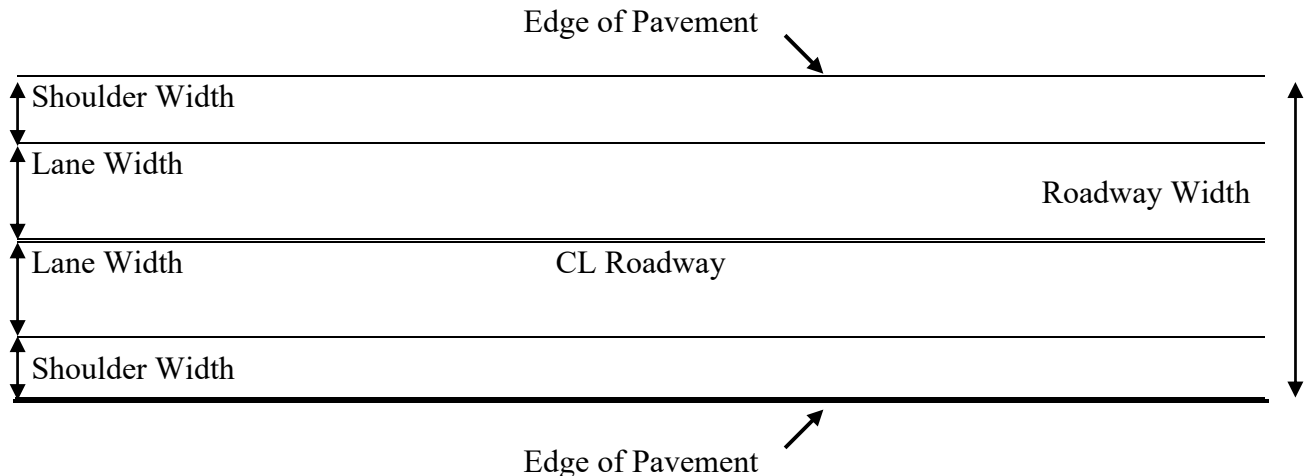 Edge of Pavement
Shoulder Width
Lane Width
Roadway Width
Lane Width
CL Roadway
Shoulder Width
Edge of Pavement